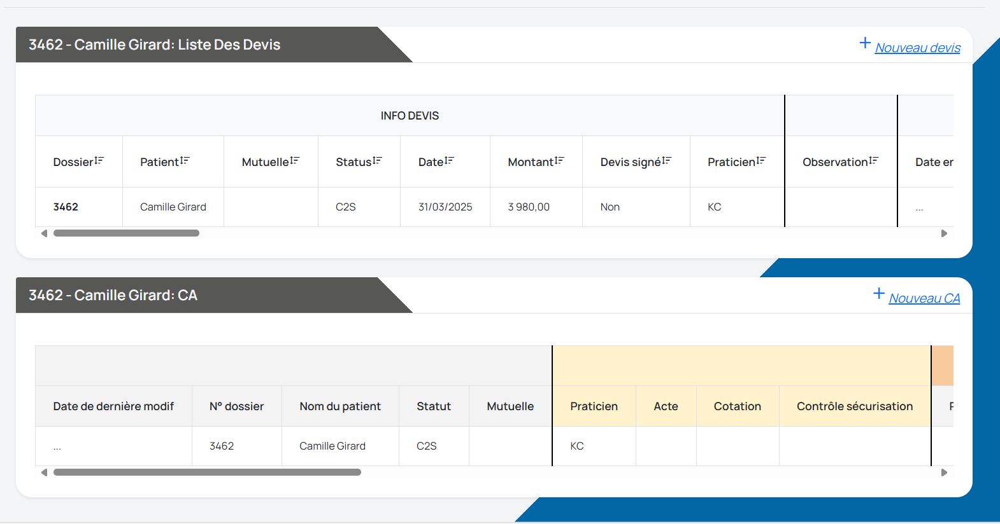 3462 - Camille Girard: Liste Des Devis
+ Nouveau devis
INFO DEVIS
Dossier Patient Mutuelle Status Date Montant Devis signé Praticien Observation Date en
3462 Camille Girard C2S 31/03/2025 3 980,00 Non KC ...
3462 - Camille Girard: CA
+ Nouveau CA
Date de dernière modif N° dossier Nom du patient Statut Mutuelle Praticien Acte Cotation Contrôle sécurisation
... 3462 Camille Girard C2S KC